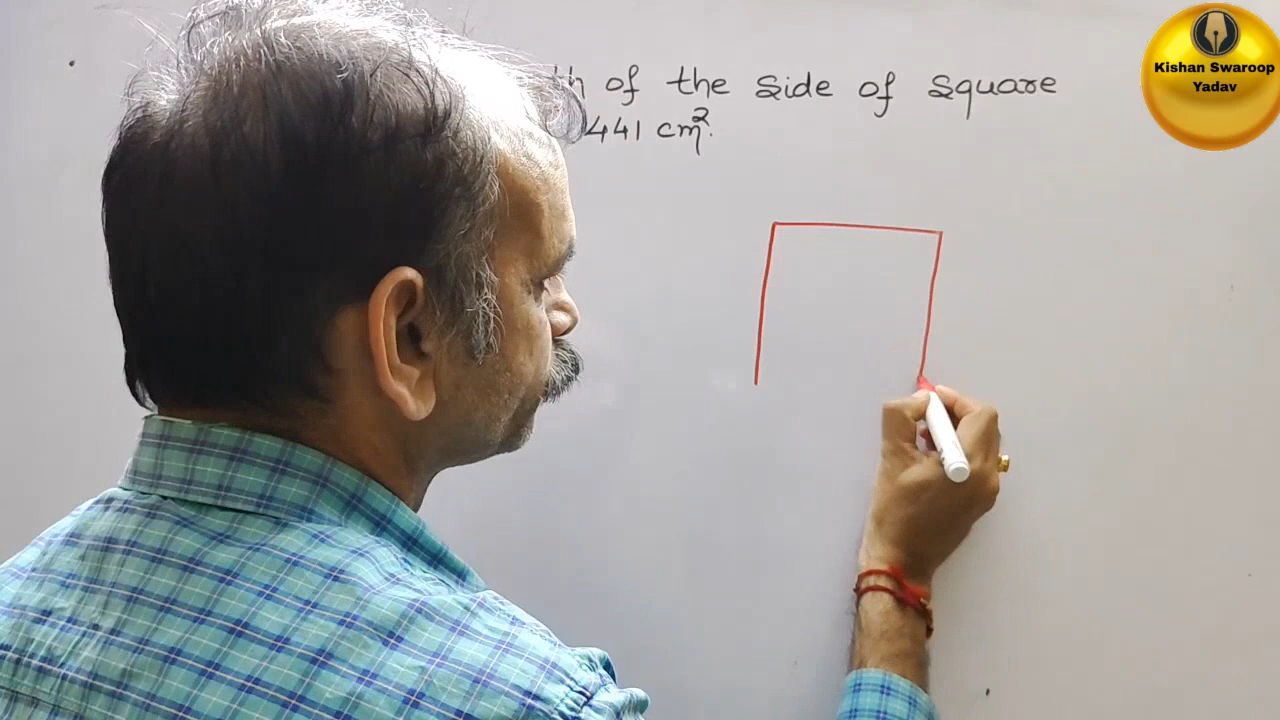 of the side of square
441 cm².
Kishan Swaroop
Yadav